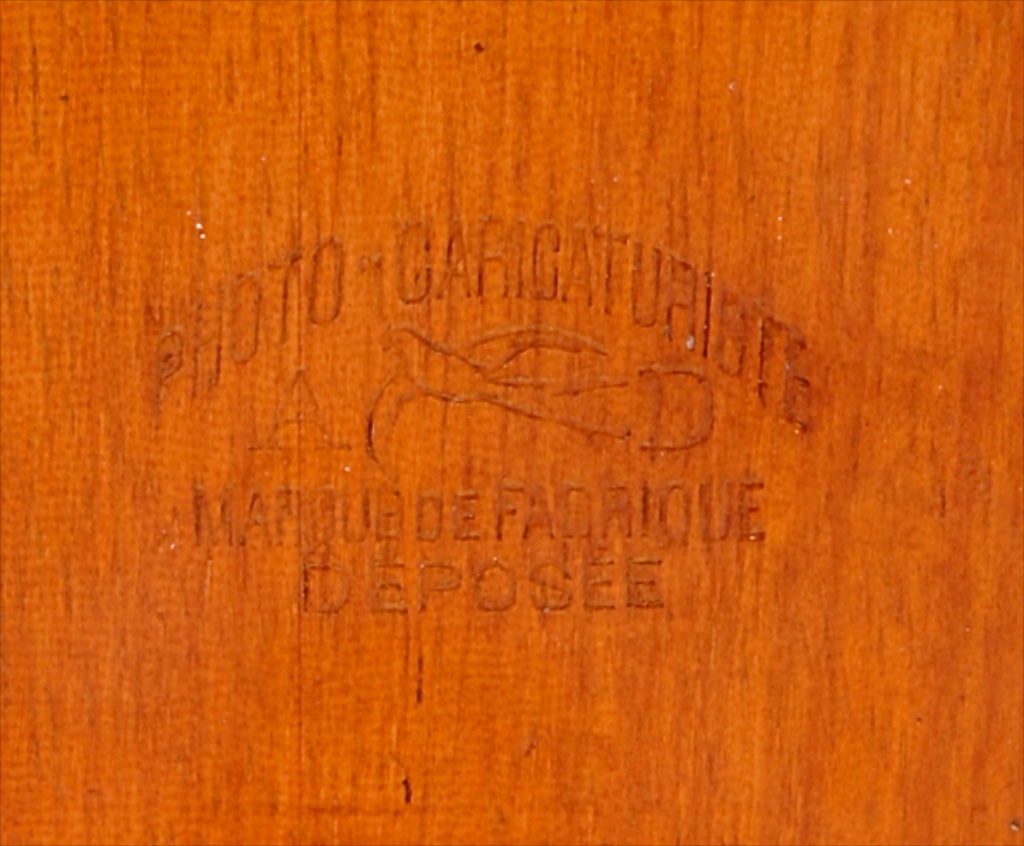 PHOTO-CARICATURISTE
A D
MARQUE DE FABRIQUE
DÉPOSÉE